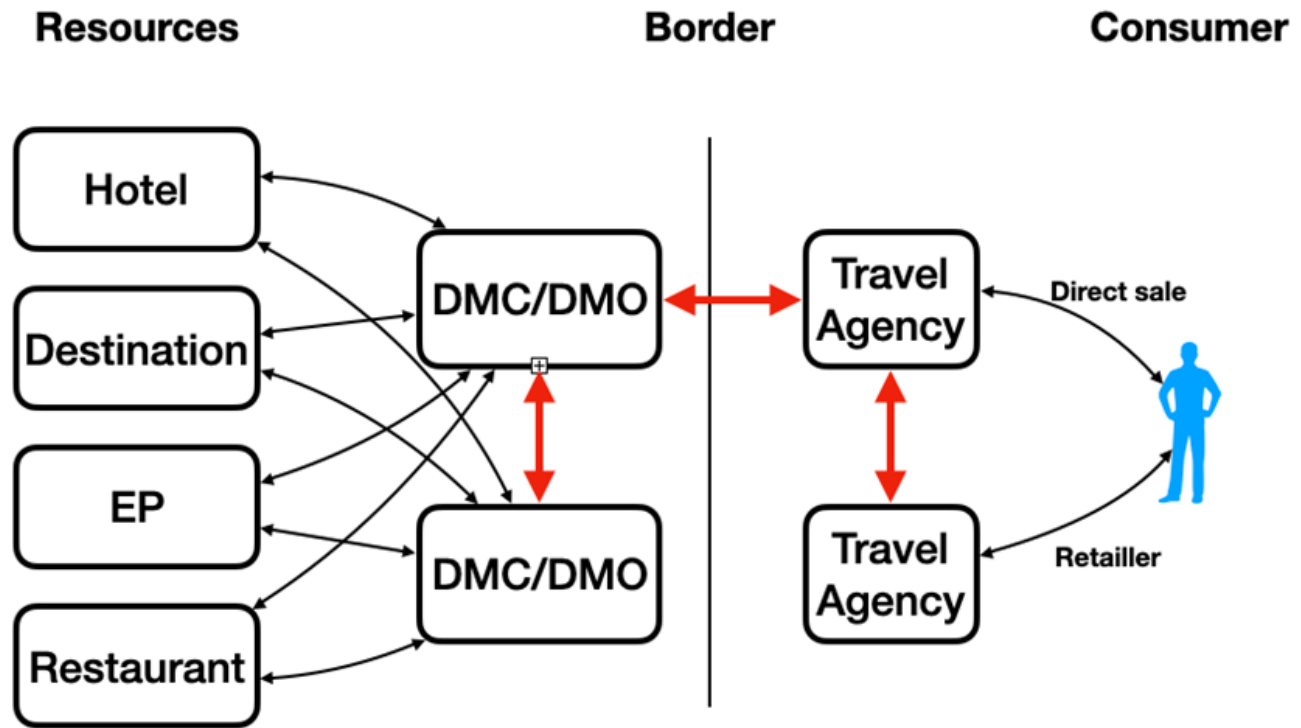 Resources
Border
Consumer
Hotel
Destination
EP
Restaurant
DMC/DMO
DMC/DMO
Travel
Agency
Travel
Agency
Direct sale
Retailler